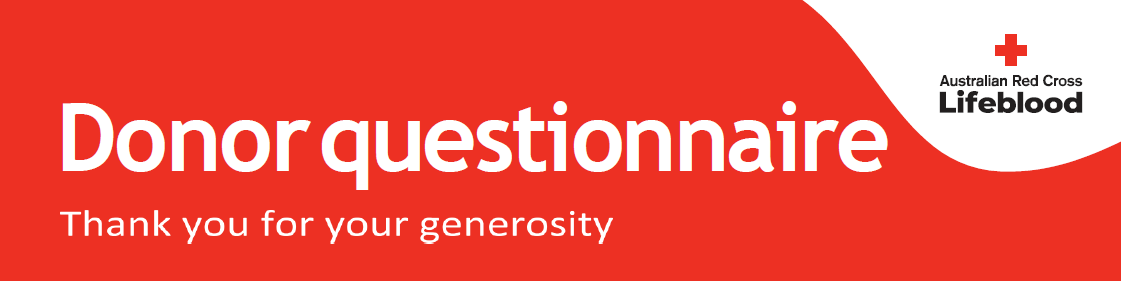 Australian Red Cross
Lifeblood
Donor questionnaire
Thank you for your generosity